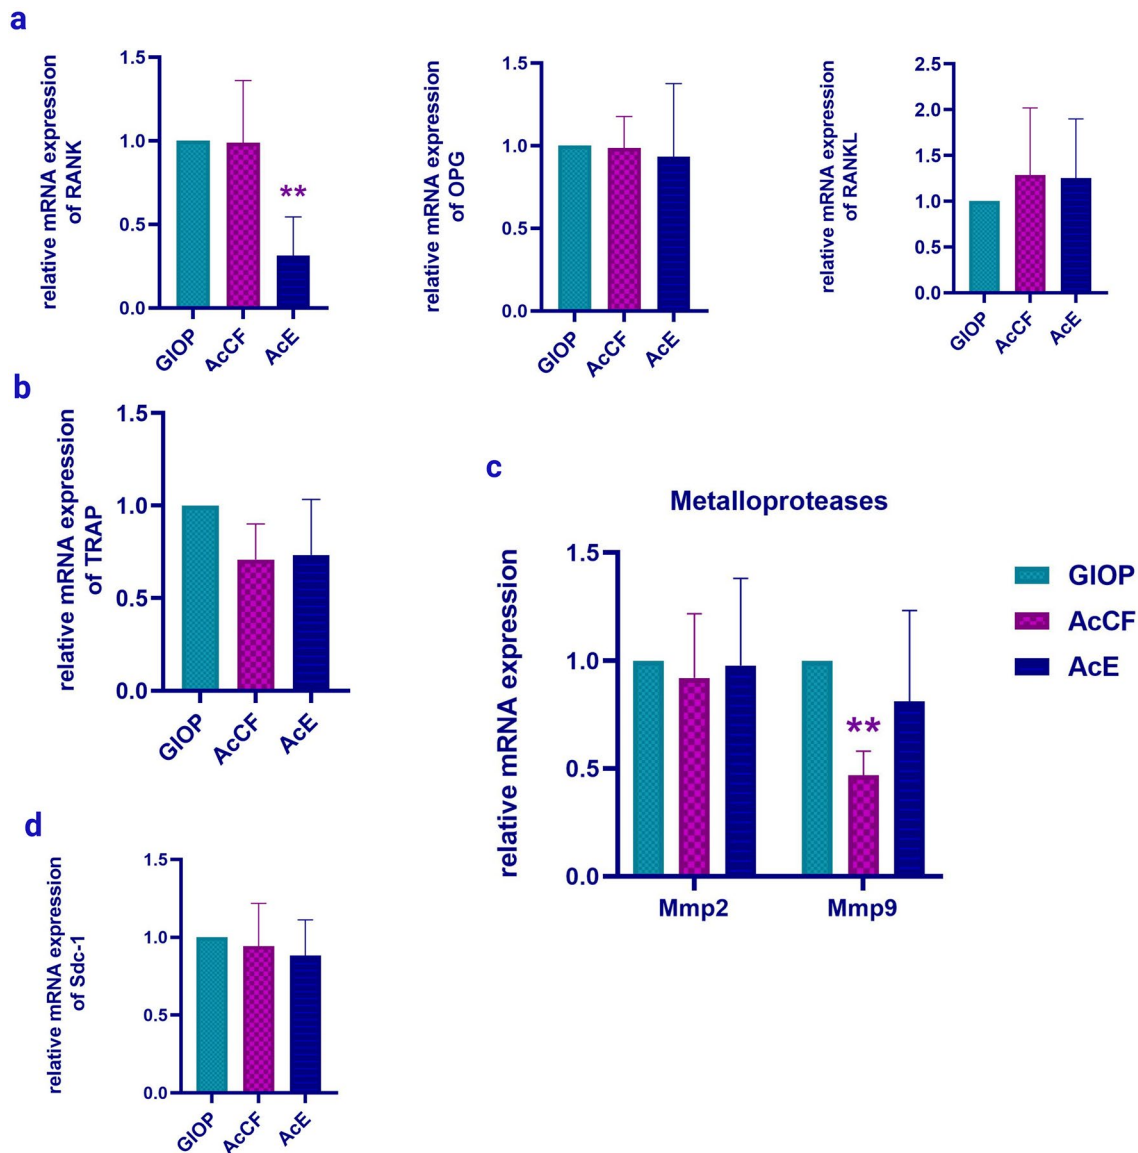 a
relative mRNA expression
of RANK
1.5
1.0
0.5
0.0
**
GIOP
AcCF
AcE
relative mRNA expression
of OPG
1.5
1.0
0.5
0.0
GIOP
AcCF
AcE
relative mRNA expression
of RANKL
2.5
2.0
1.5
1.0
0.5
0.0
GIOP
AcCF
AcE
b
relative mRNA expression
of TRAP
1.5
1.0
0.5
0.0
GIOP
AcCF
AcE
c
Metalloproteases
relative mRNA expression
1.5
1.0
0.5
0.0
**
Mmp2
Mmp9
GIOP
AcCF
AcE
d
relative mRNA expression
of Sdc-1
1.5
1.0
0.5
0.0
GIOP
AcCF
AcE